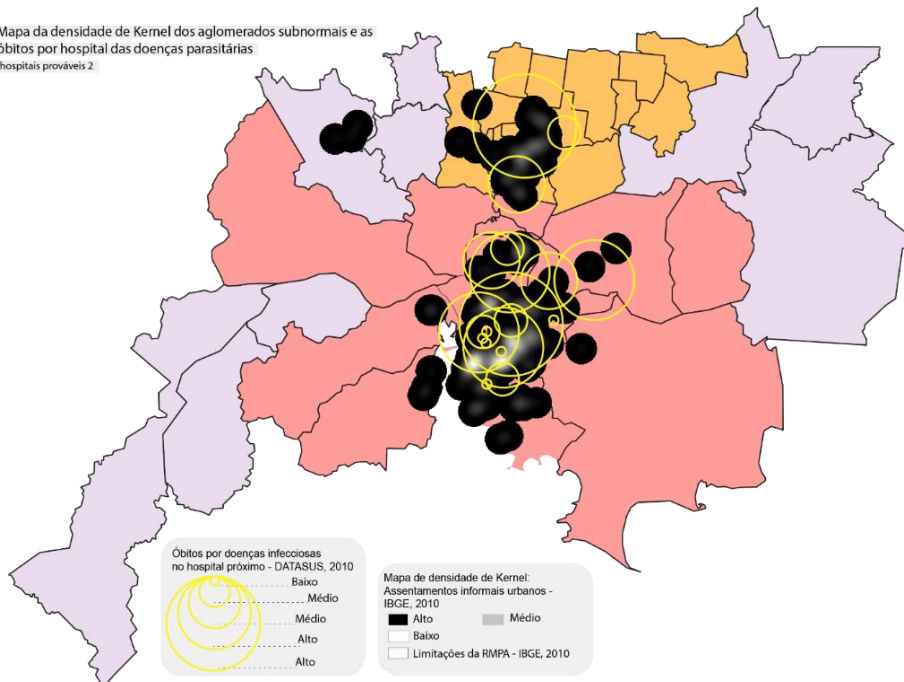 Mapa da densidade de Kernel dos aglomerados subnormais e as
óbitos por hospital das doenças parasitárias
hospitais prováveis 2
Óbitos por doenças infecciosas
no hospital próximo - DATASUS, 2010
Baixo
Médio
Médio
Alto
Alto
Mapa de densidade de Kernel:
Assentamentos informais urbanos -
IBGE, 2010
Alto Médio
Baixo
Limitações da RMPA - IBGE, 2010